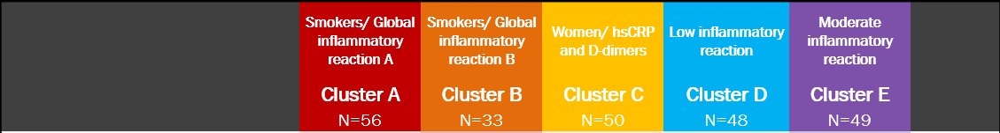 Smokers/ Global
inflammatory
reaction A
Cluster A
N=56
Smokers/ Global
inflammatory
reaction B
Cluster B
N=33
Women/ hsCRP
and D-dimers
Cluster C
N=50
Low inflammatory
reaction
Cluster D
N=48
Moderate
inflammatory
reaction
Cluster E
N=49